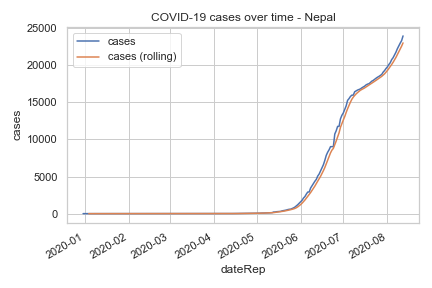 COVID-19 cases over time - Nepal
cases
cases (rolling)
25000
20000
15000
10000
5000
0
cases
2020-01
2020-02
2020-03
2020-04
2020-05
2020-06
2020-07
2020-08
dateRep